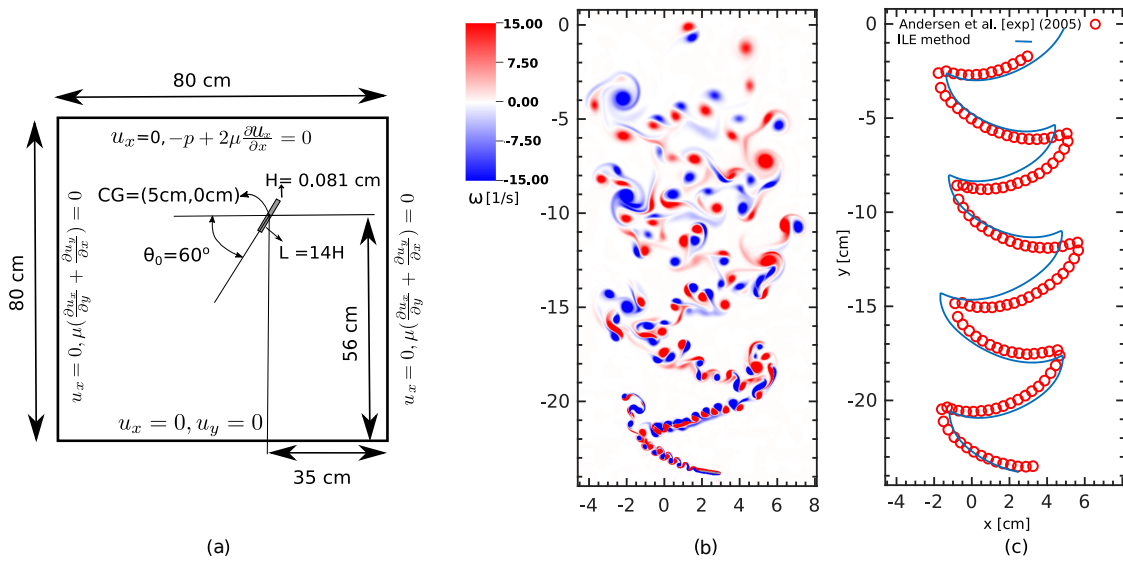 80 cm
80 cm
u_x=0, -p + 2μ ∂u_x/∂x = 0
H= 0.081 cm
CG=(5cm,0cm)
θ₀=60°
L =14H
u_x = 0, μ(∂u_x/∂y + ∂u_y/∂x) = 0
u_x = 0, μ(∂u_x/∂y + ∂u_y/∂x) = 0
56 cm
u_x = 0, u_y = 0
35 cm
(a)
15.00
7.50
0.00
-7.50
-15.00
ω [1/s]
0
-5
-10
-15
-20
-4 -2 0 2 4 6 8
(b)
Andersen et al. [exp] (2005)
ILE method
y [cm]
0
-5
-10
-15
-20
-4 -2 0 2 4 6
x [cm]
(c)